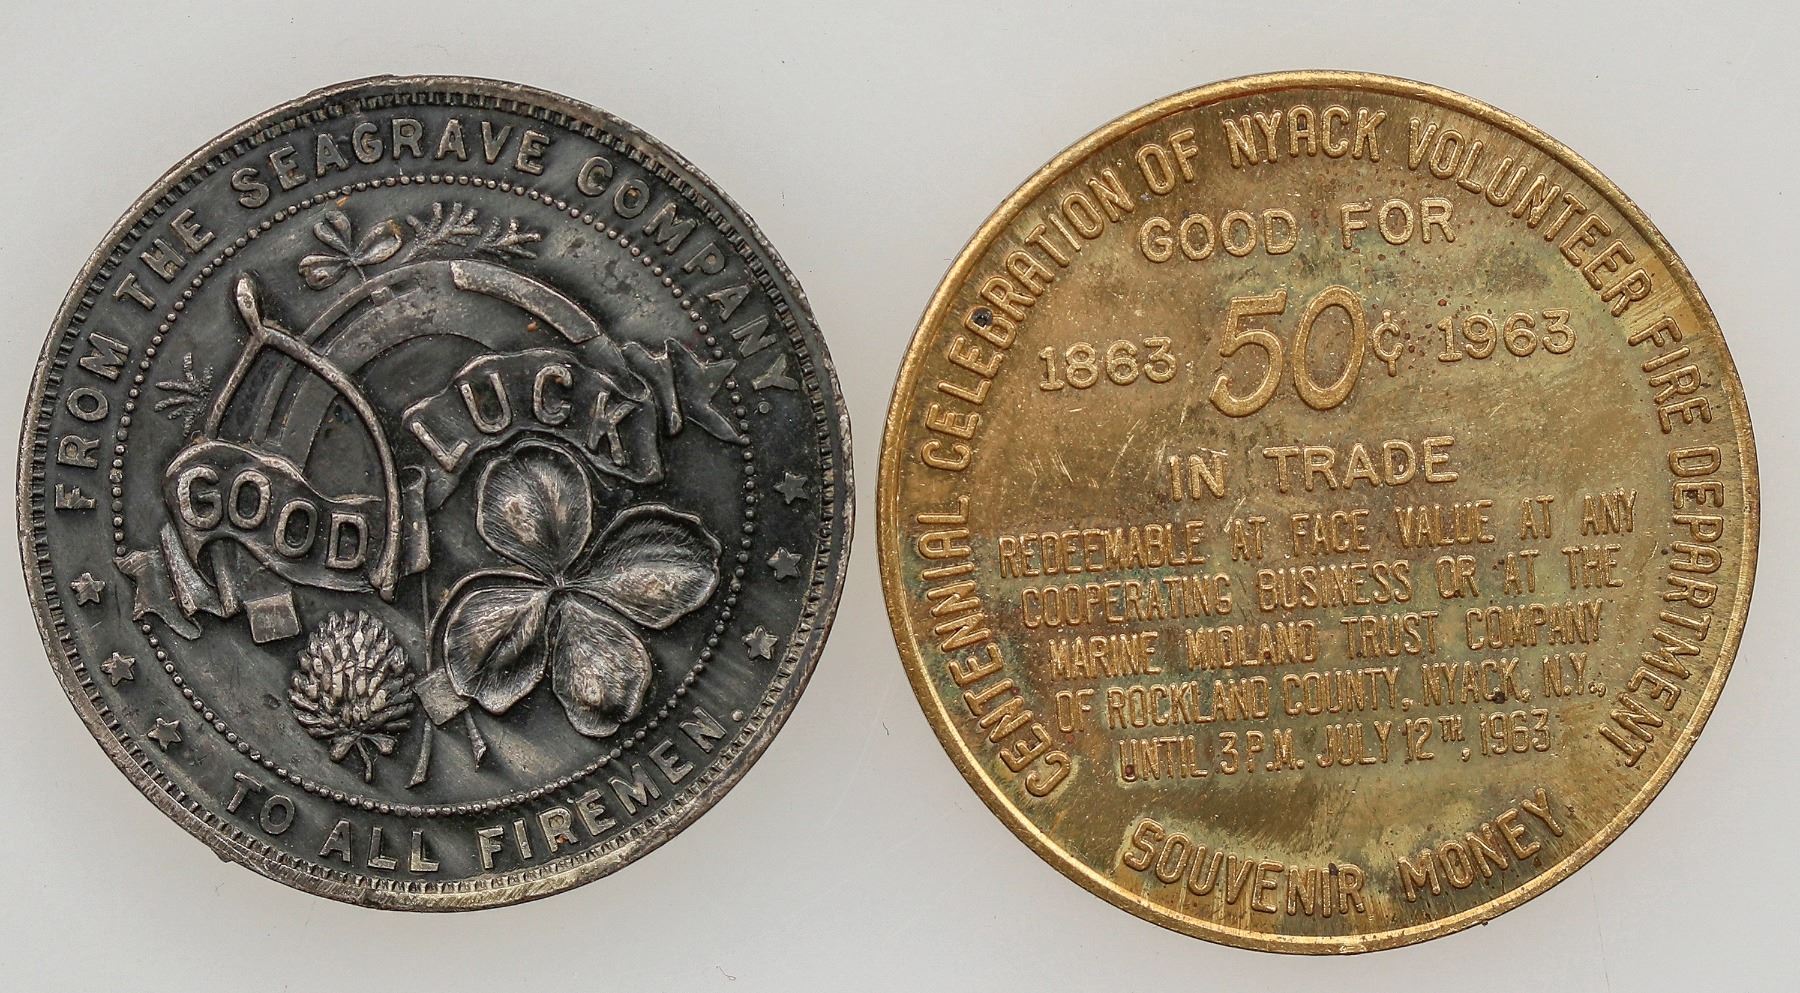 FROM THE SEAGRAVE COMPANY.
GOOD
LUCK
TO ALL FIREMEN.
CENTENNIAL CELEBRATION OF NYACK VOLUNTEER FIRE DEPARTMENT
GOOD FOR
1863 50¢ 1963
IN TRADE
REDEEMABLE AT FACE VALUE AT ANY
COOPERATING BUSINESS OR AT THE
MARINE MIDLAND TRUST COMPANY
OF ROCKLAND COUNTY, NYACK, N.Y.,
UNTIL 3 P.M. JULY 12TH, 1963
SOUVENIR MONEY